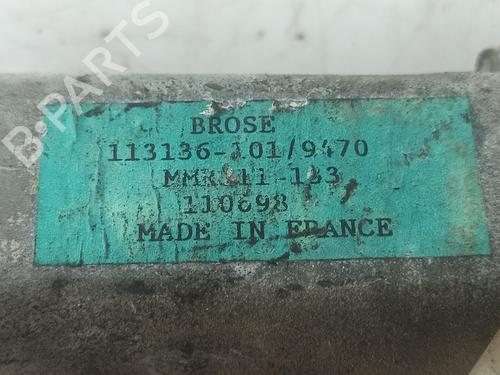 BROSE
113136-101/9470
110698
MADE IN FRANCE
B-PARTS